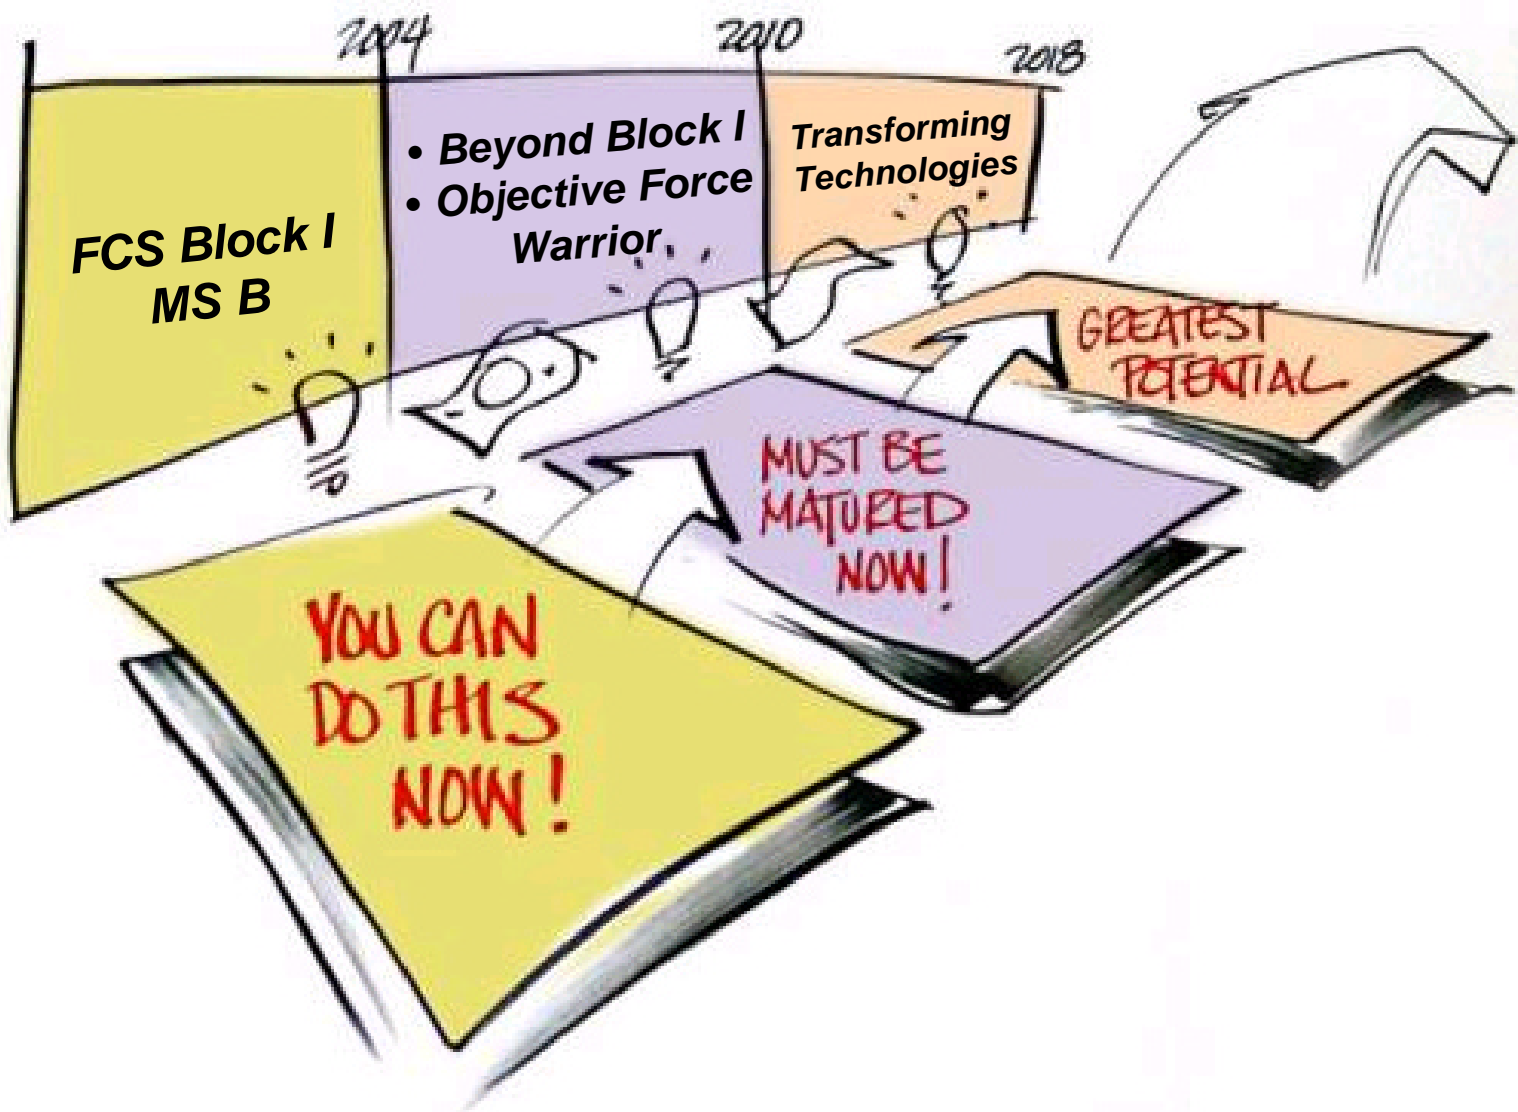 2004
2010
2018
FCS Block I
MS B
• Beyond Block I
• Objective Force
Warrior
Transforming
Technologies
GREATEST
POTENTIAL
MUST BE
MATURED
NOW!
YOU CAN
DO THIS
NOW!